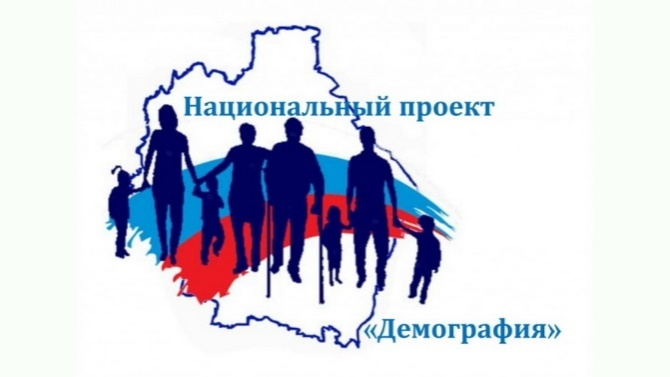 Национальный проект
«Демография»